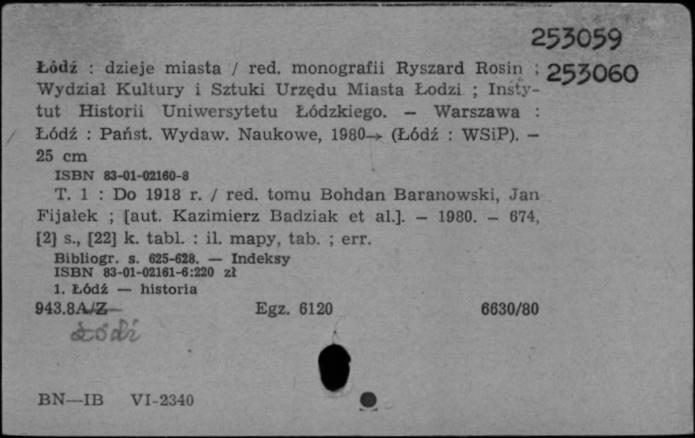 253059
Łódź : dzieje miasta / red. monografii Ryszard Rosin ; 253060
Wydział Kultury i Sztuki Urzędu Miasta Łodzi ; Insty-
tut Historii Uniwersytetu Łódzkiego. — Warszawa :
Łódź : Państ. Wydaw. Naukowe, 1980→ (Łódź : WSiP). —
25 cm
ISBN 83-01-02160-8
T. 1 : Do 1918 r. / red. tomu Bohdan Baranowski, Jan
Fijałek ; [aut. Kazimierz Badziak et al.]. — 1980. — 674,
[2] s., [22] k. tabl. : il. mapy, tab. ; err.
Bibliogr. s. 625-628. — Indeksy
ISBN 83-01-02161-6:220 zł
1. Łódź — historia
943.8A/Z Egz. 6120 6630/80
Łódź
BN—IB VI-2340